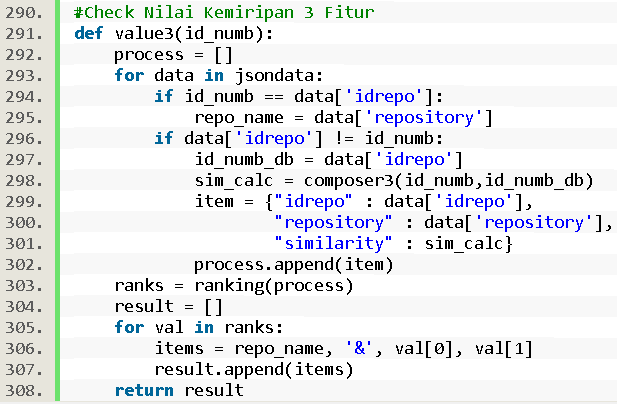 290. #Check Nilai Kemiripan 3 Fitur
291. def value3(id_numb):
292.     process = []
293.     for data in jsondata:
294.         if id_numb == data['idrepo']:
295.             repo_name = data['repository']
296.         if data['idrepo'] != id_numb:
297.             id_numb_db = data['idrepo']
298.             sim_calc = composer3(id_numb,id_numb_db)
299.             item = {"idrepo" : data['idrepo'],
300.                     "repository" : data['repository'],
301.                     "similarity" : sim_calc}
302.             process.append(item)
303.     ranks = ranking(process)
304.     result = []
305.     for val in ranks:
306.         items = repo_name, '&', val[0], val[1]
307.         result.append(items)
308.     return result